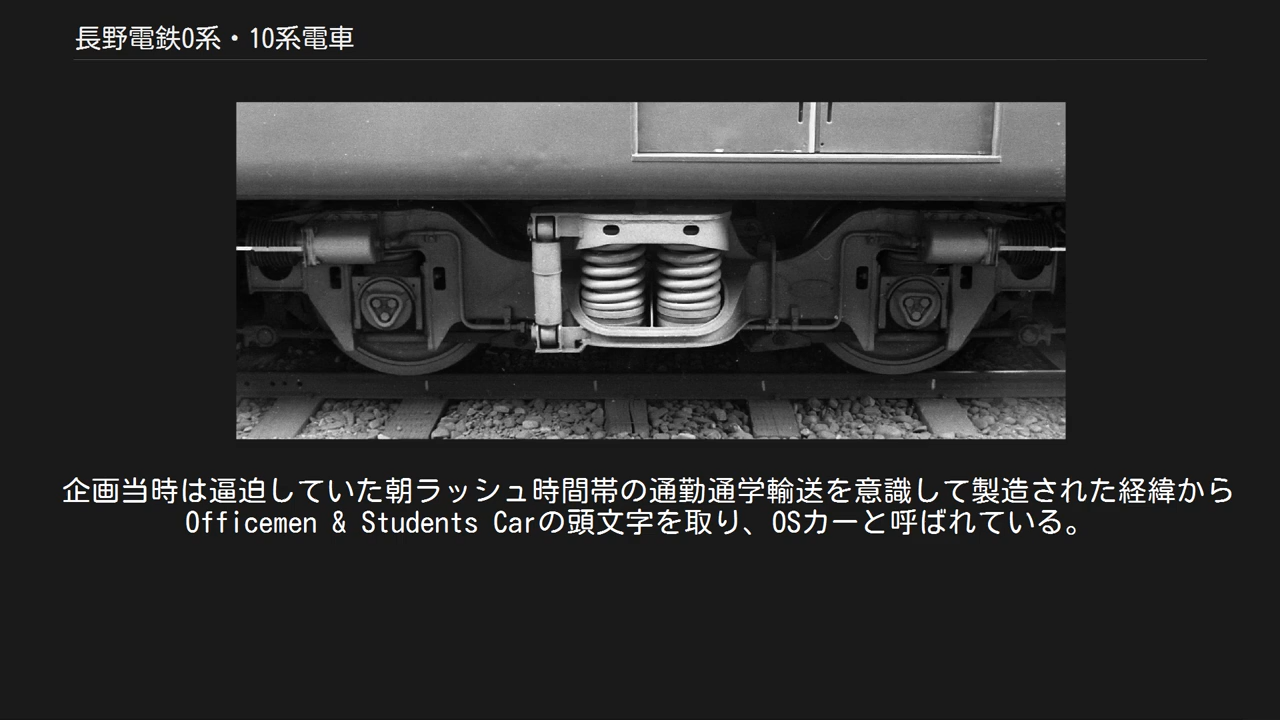 長野電鉄0系・10系電車
企画当時は逼迫していた朝ラッシュ時間帯の通勤通学輸送を意識して製造された経緯から
Officemen & Students Carの頭文字を取り、OSカーと呼ばれている。